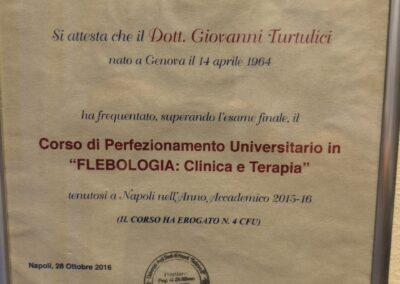 Si attesta che il Dott. Giovanni Turtulici
nato a Genova il 14 aprile 1964
ha frequentato, superando l'esame finale, il
Corso di Perfezionamento Universitario in
"FLEBOLOGIA: Clinica e Terapia"
tenutosi a Napoli nell'Anno Accademico 2015-16
(IL CORSO HA EROGATO N. 4 CFU)
Napoli, 28 Ottobre 2016